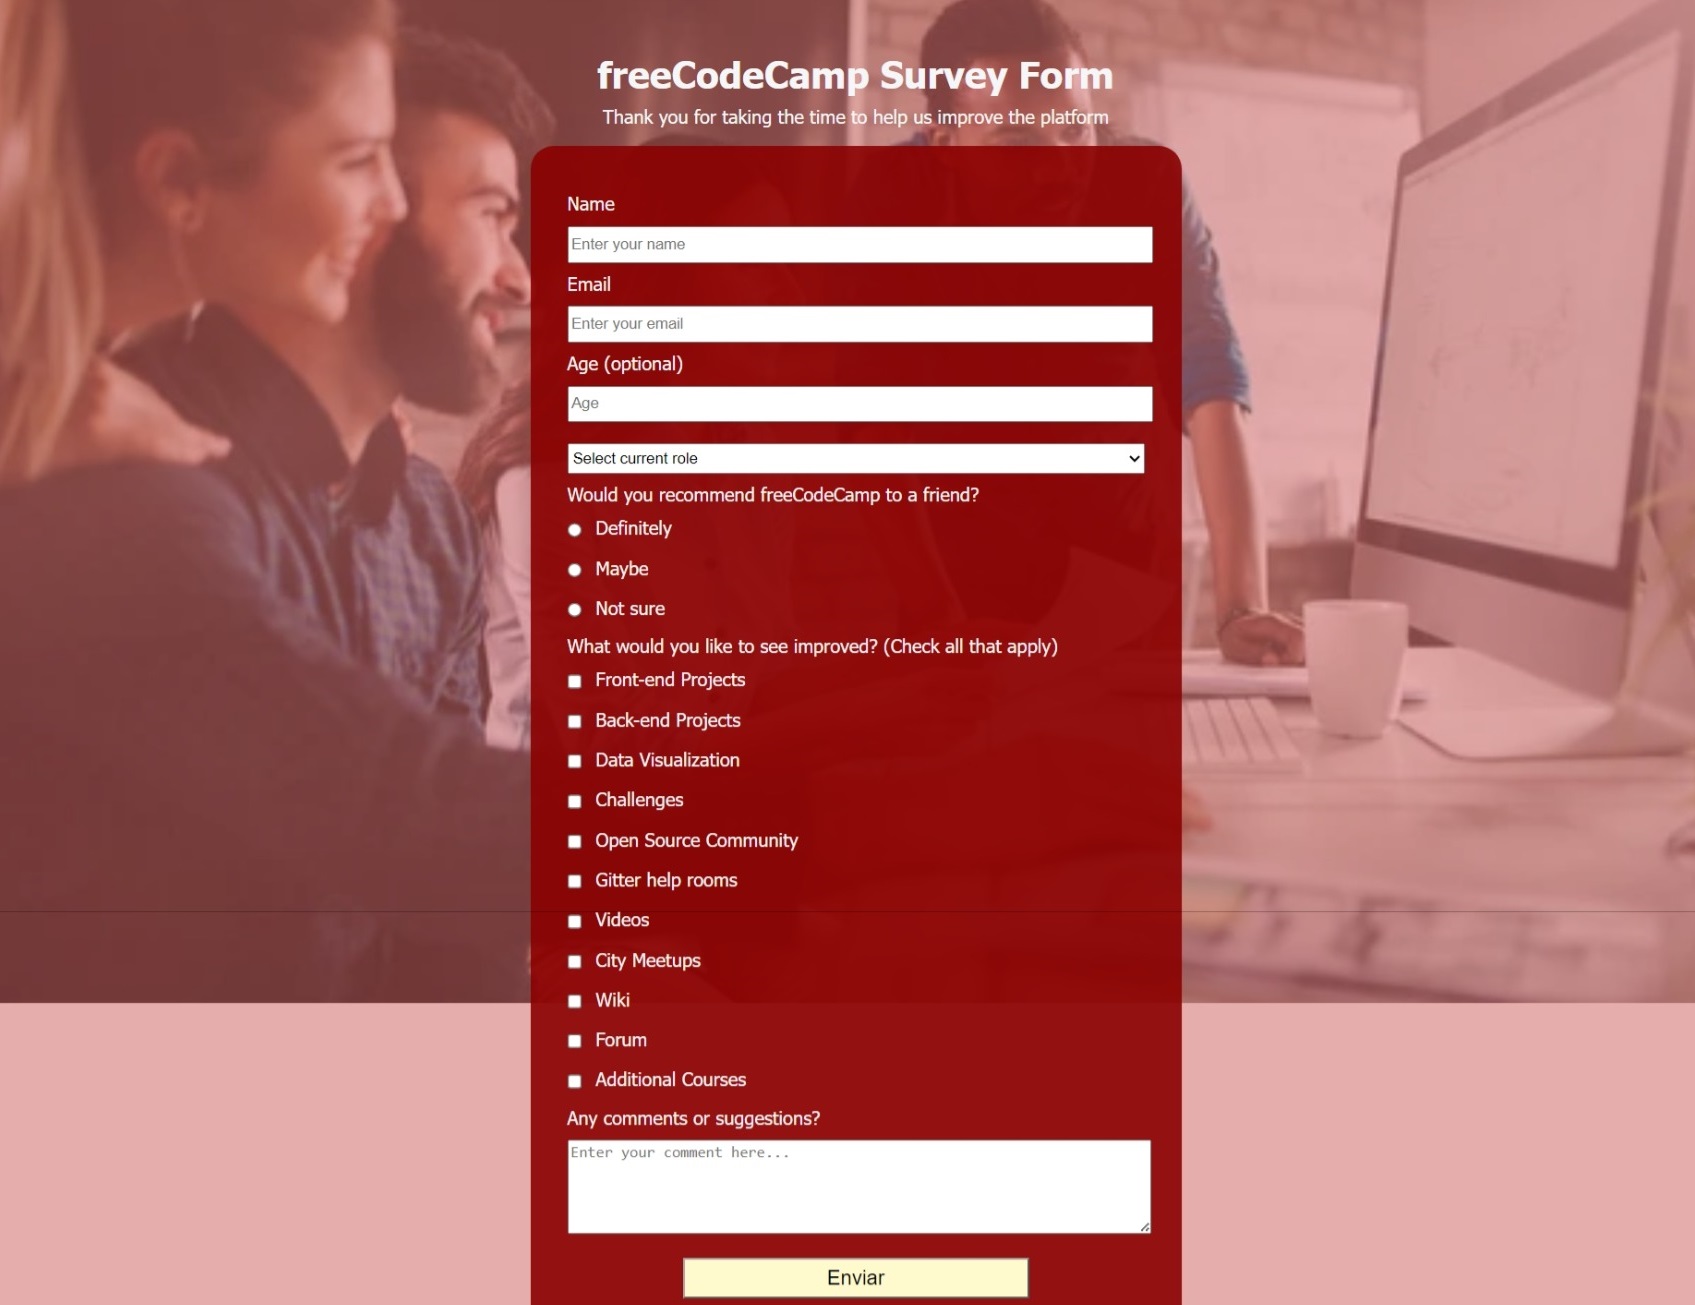 freeCodeCamp Survey Form
Thank you for taking the time to help us improve the platform
Name
Enter your name
Email
Enter your email
Age (optional)
Age
Select current role
Would you recommend freeCodeCamp to a friend?
Definitely
Maybe
Not sure
What would you like to see improved? (Check all that apply)
Front-end Projects
Back-end Projects
Data Visualization
Challenges
Open Source Community
Gitter help rooms
Videos
City Meetups
Wiki
Forum
Additional Courses
Any comments or suggestions?
Enter your comment here...
Enviar